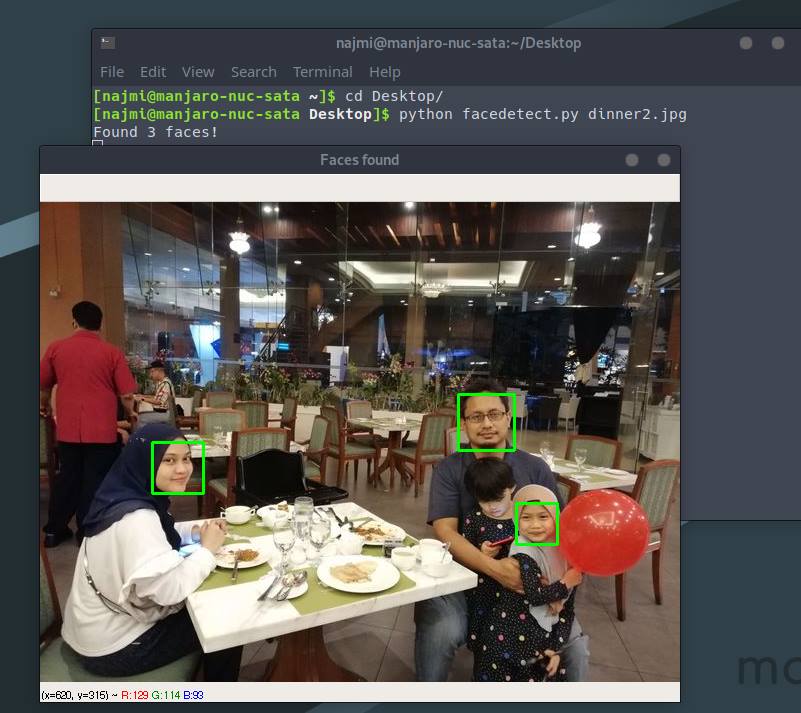 najmi@manjaro-nuc-sata:~/Desktop
File Edit View Search Terminal Help
[najmi@manjaro-nuc-sata ~]$ cd Desktop/
[najmi@manjaro-nuc-sata Desktop]$ python facedetect.py dinner2.jpg
Found 3 faces!
Faces found
(x=620, y=315) ~ R:129 G:114 B:93